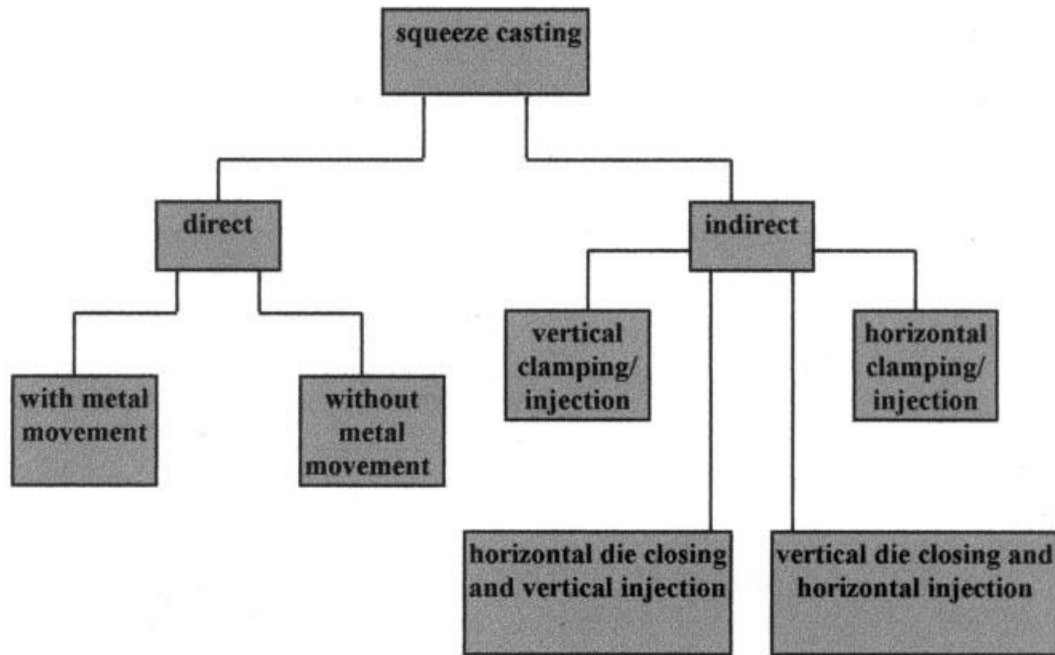 squeeze casting
direct
indirect
with metal
movement
without
metal
movement
vertical
clamping/
injection
horizontal
clamping/
injection
horizontal die closing
and vertical injection
vertical die closing and
horizontal injection